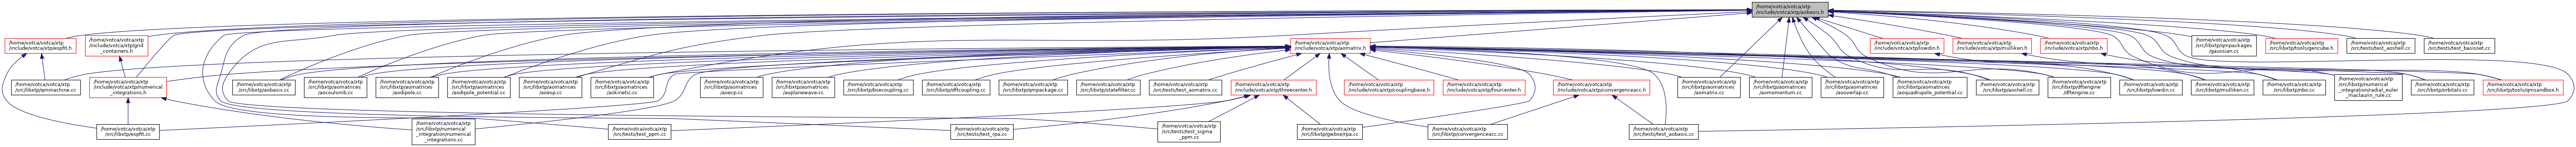 /home/votca/votca/xtp
/include/votca/xtp/aobasis.h
/home/votca/votca/xtp
/include/votca/xtp/espfit.h
/home/votca/votca/xtp
/include/votca/xtp/grid
_containers.h
/home/votca/votca/xtp
/include/votca/xtp/aomatrix.h
/home/votca/votca/xtp
/include/votca/xtp/lowdin.h
/home/votca/votca/xtp
/include/votca/xtp/mulliken.h
/home/votca/votca/xtp
/include/votca/xtp/nbo.h
/home/votca/votca/xtp
/src/libxtp/qmpackages
/gaussian.cc
/home/votca/votca/xtp
/src/libxtp/tools/gencube.h
/home/votca/votca/xtp
/src/tests/test_aoshell.cc
/home/votca/votca/xtp
/src/tests/test_basisset.cc
/home/votca/votca/xtp
/src/libxtp/qmmachine.cc
/home/votca/votca/xtp
/include/votca/xtp/numerical
_integrations.h
/home/votca/votca/xtp
/src/libxtp/aobasis.cc
/home/votca/votca/xtp
/src/libxtp/aomatrices
/aocoulomb.cc
/home/votca/votca/xtp
/src/libxtp/aomatrices
/aodipole.cc
/home/votca/votca/xtp
/src/libxtp/aomatrices
/aodipole_potential.cc
/home/votca/votca/xtp
/src/libxtp/aomatrices
/aoesp.cc
/home/votca/votca/xtp
/src/libxtp/aomatrices
/aokinetic.cc
/home/votca/votca/xtp
/src/libxtp/aomatrices
/aoecp.cc
/home/votca/votca/xtp
/src/libxtp/aomatrices
/aoplanewave.cc
/home/votca/votca/xtp
/src/libxtp/bsecoupling.cc
/home/votca/votca/xtp
/src/libxtp/dftcoupling.cc
/home/votca/votca/xtp
/src/libxtp/qmpackage.cc
/home/votca/votca/xtp
/src/libxtp/statefilter.cc
/home/votca/votca/xtp
/src/tests/test_aomatrix.cc
/home/votca/votca/xtp
/include/votca/xtp/threecenter.h
/home/votca/votca/xtp
/include/votca/xtp/couplingbase.h
/home/votca/votca/xtp
/include/votca/xtp/fourcenter.h
/home/votca/votca/xtp
/include/votca/xtp/convergenceacc.h
/home/votca/votca/xtp
/src/libxtp/aomatrices
/aomatrix.cc
/home/votca/votca/xtp
/src/libxtp/aomatrices
/aomomentum.cc
/home/votca/votca/xtp
/src/libxtp/aomatrices
/aooverlap.cc
/home/votca/votca/xtp
/src/libxtp/aomatrices
/aoquadrupole_potential.cc
/home/votca/votca/xtp
/src/libxtp/aoshell.cc
/home/votca/votca/xtp
/src/libxtp/dftengine
/dftengine.cc
/home/votca/votca/xtp
/src/libxtp/lowdin.cc
/home/votca/votca/xtp
/src/libxtp/mulliken.cc
/home/votca/votca/xtp
/src/libxtp/nbo.cc
/home/votca/votca/xtp
/src/libxtp/numerical
_integration/radial_euler
_maclaurin_rule.cc
/home/votca/votca/xtp
/src/libxtp/orbitals.cc
/home/votca/votca/xtp
/src/libxtp/tools/qmsandbox.h
/home/votca/votca/xtp
/src/libxtp/espfit.cc
/home/votca/votca/xtp
/src/libxtp/numerical
_integration/numerical
_integrations.cc
/home/votca/votca/xtp
/src/tests/test_ppm.cc
/home/votca/votca/xtp
/src/tests/test_rpa.cc
/home/votca/votca/xtp
/src/tests/test_sigma
_ppm.cc
/home/votca/votca/xtp
/src/libxtp/gwbse/rpa.cc
/home/votca/votca/xtp
/src/libxtp/convergenceacc.cc
/home/votca/votca/xtp
/src/tests/test_aobasis.cc